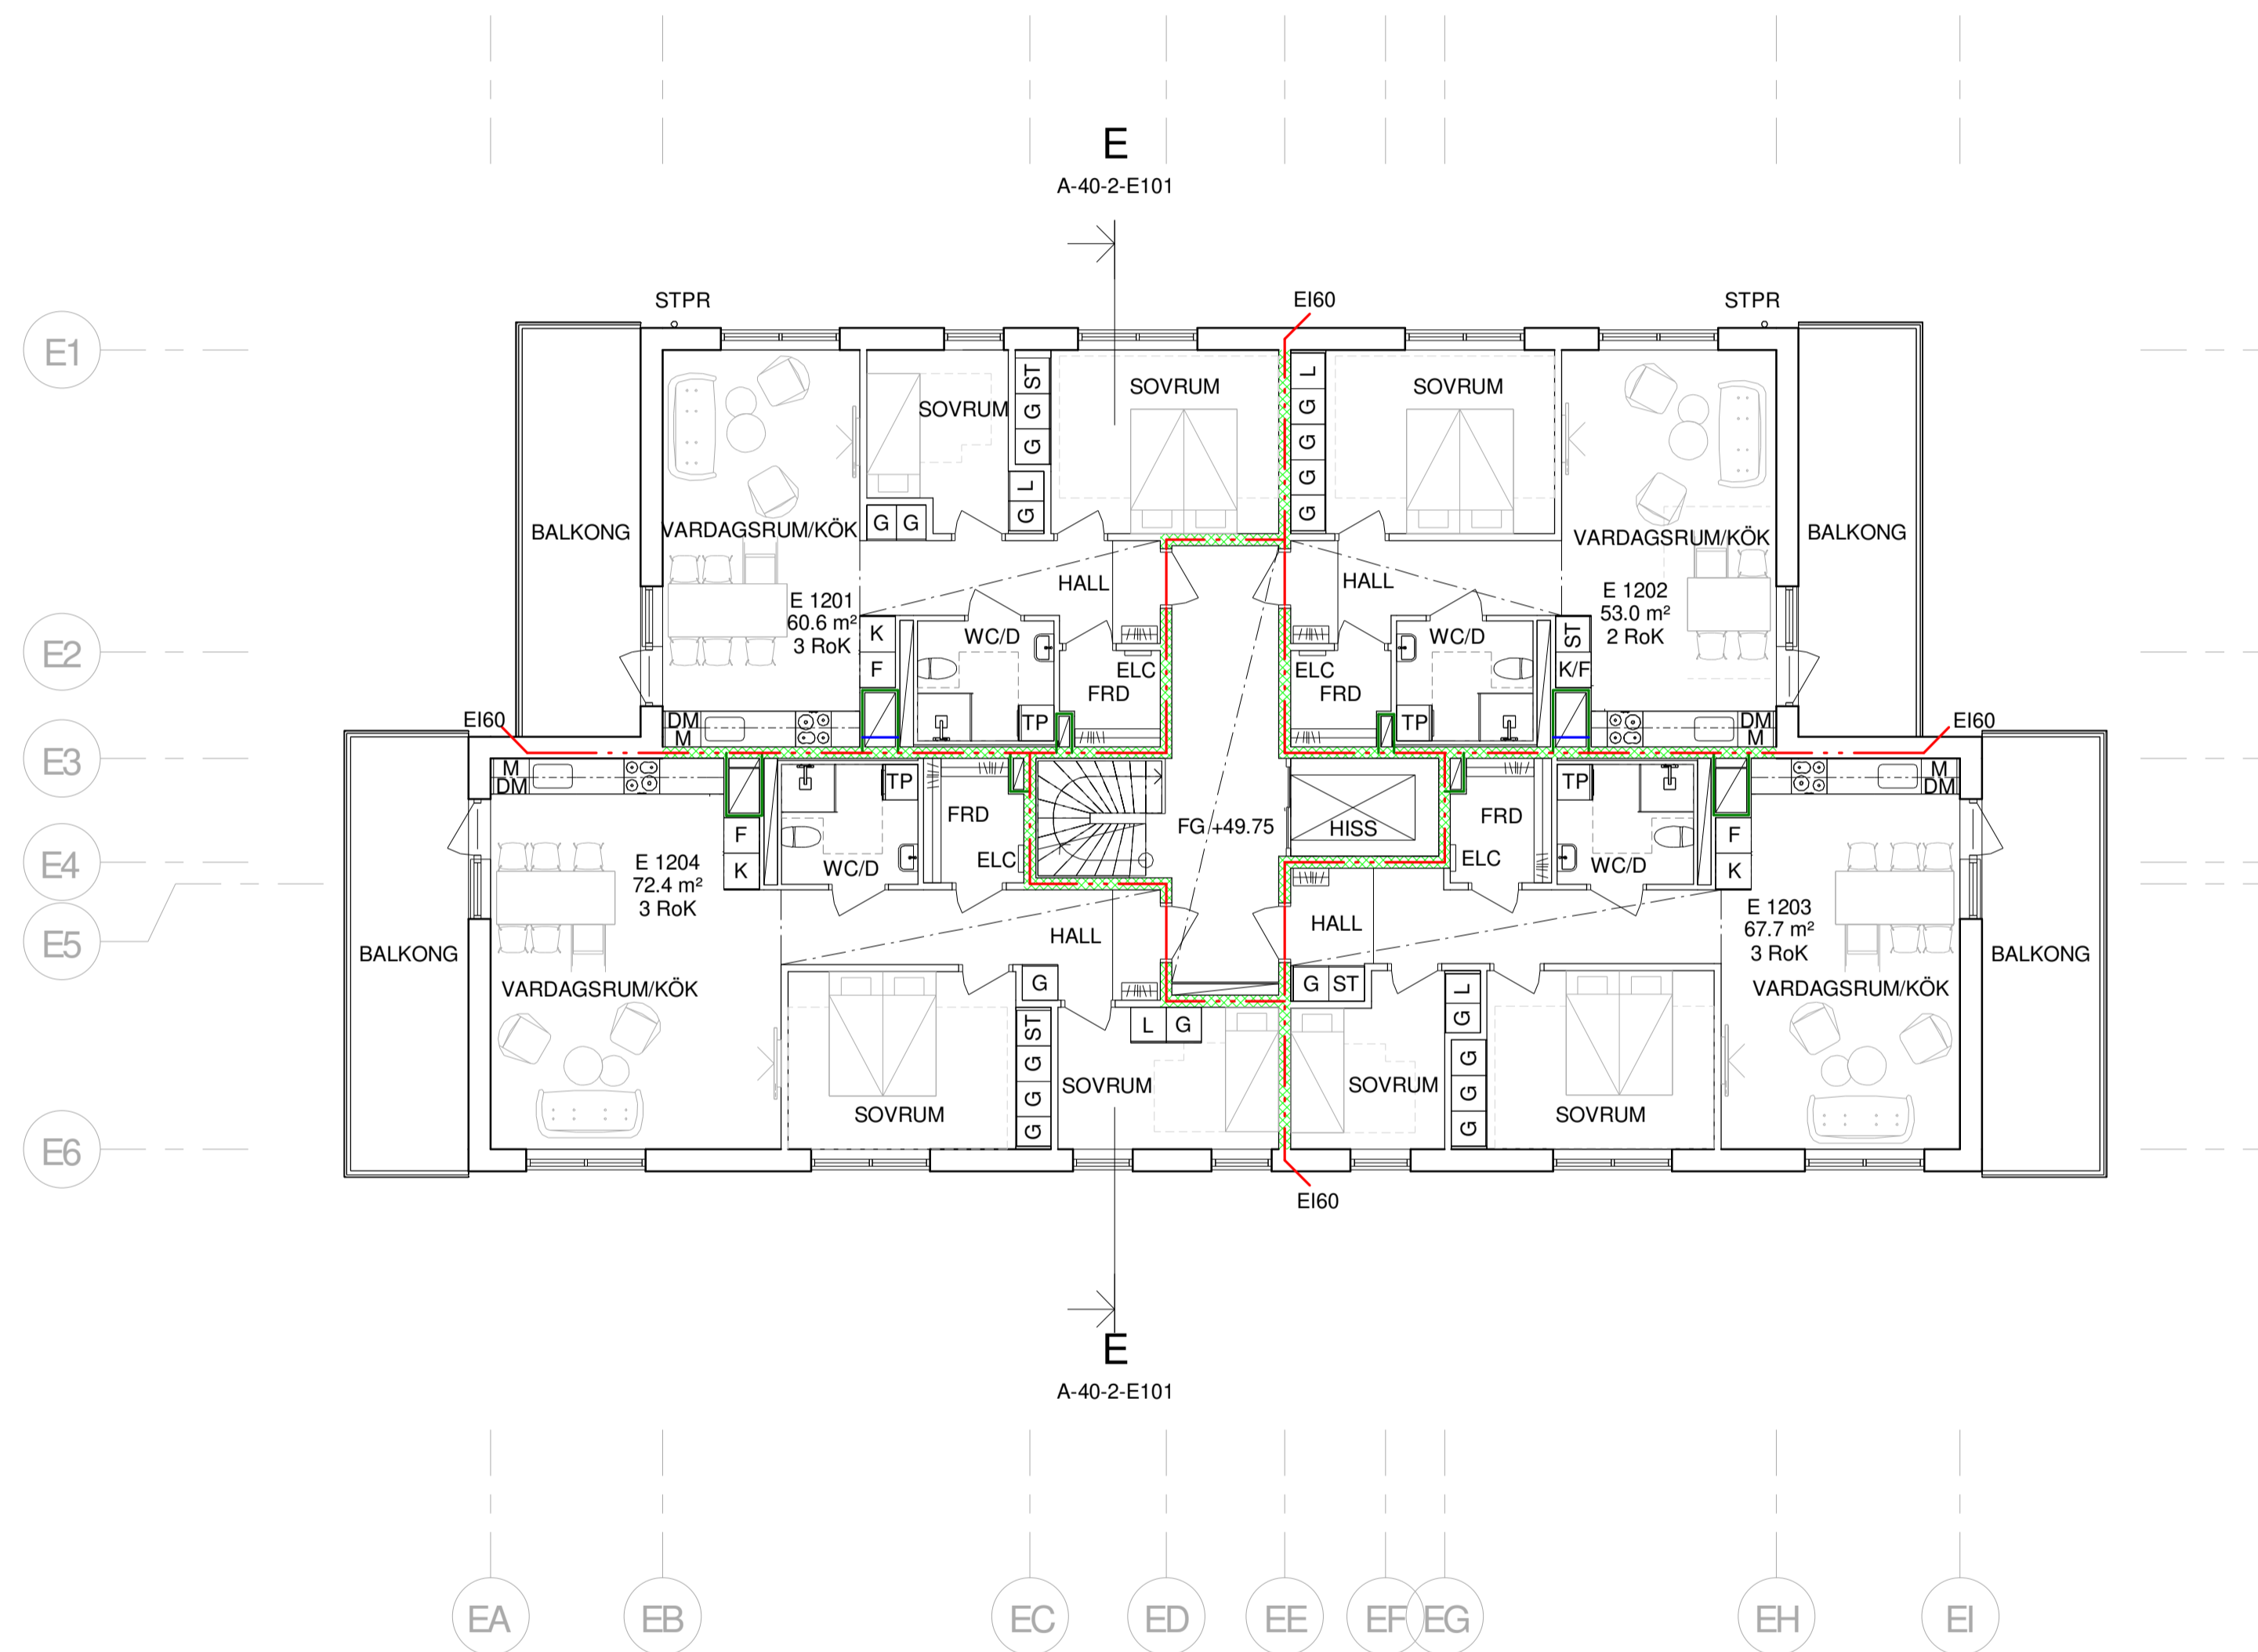 E
A-40-2-E101
STPR
EI60
STPR
E1
SOVRUM
ST
G
G
SOVRUM
L
G
G
G
G
SOVRUM
L
G
G G
BALKONG
VARDAGSRUM/KÖK
VARDAGSRUM/KÖK
BALKONG
HALL
HALL
E 1201
60.6 m²
3 RoK
E 1202
53.0 m²
2 RoK
E2
K
F
WC/D
ELC
FRD
TP
ELC
FRD
WC/D
TP
ST
K/F
EI60
DM
M
DM
M
EI60
E3
M
DM
TP
FRD
FG +49.75
HISS
FRD
TP
M
DM
E4
F
K
WC/D
ELC
ELC
WC/D
F
K
E 1204
72.4 m²
3 RoK
E 1203
67.7 m²
3 RoK
E5
BALKONG
HALL
HALL
BALKONG
VARDAGSRUM/KÖK
G
G ST
VARDAGSRUM/KÖK
ST
G
G
G
L G
L
G
G
G
G
SOVRUM
SOVRUM
SOVRUM
SOVRUM
E6
EI60
E
A-40-2-E101
EA EB EC ED EE EF EG EH EI